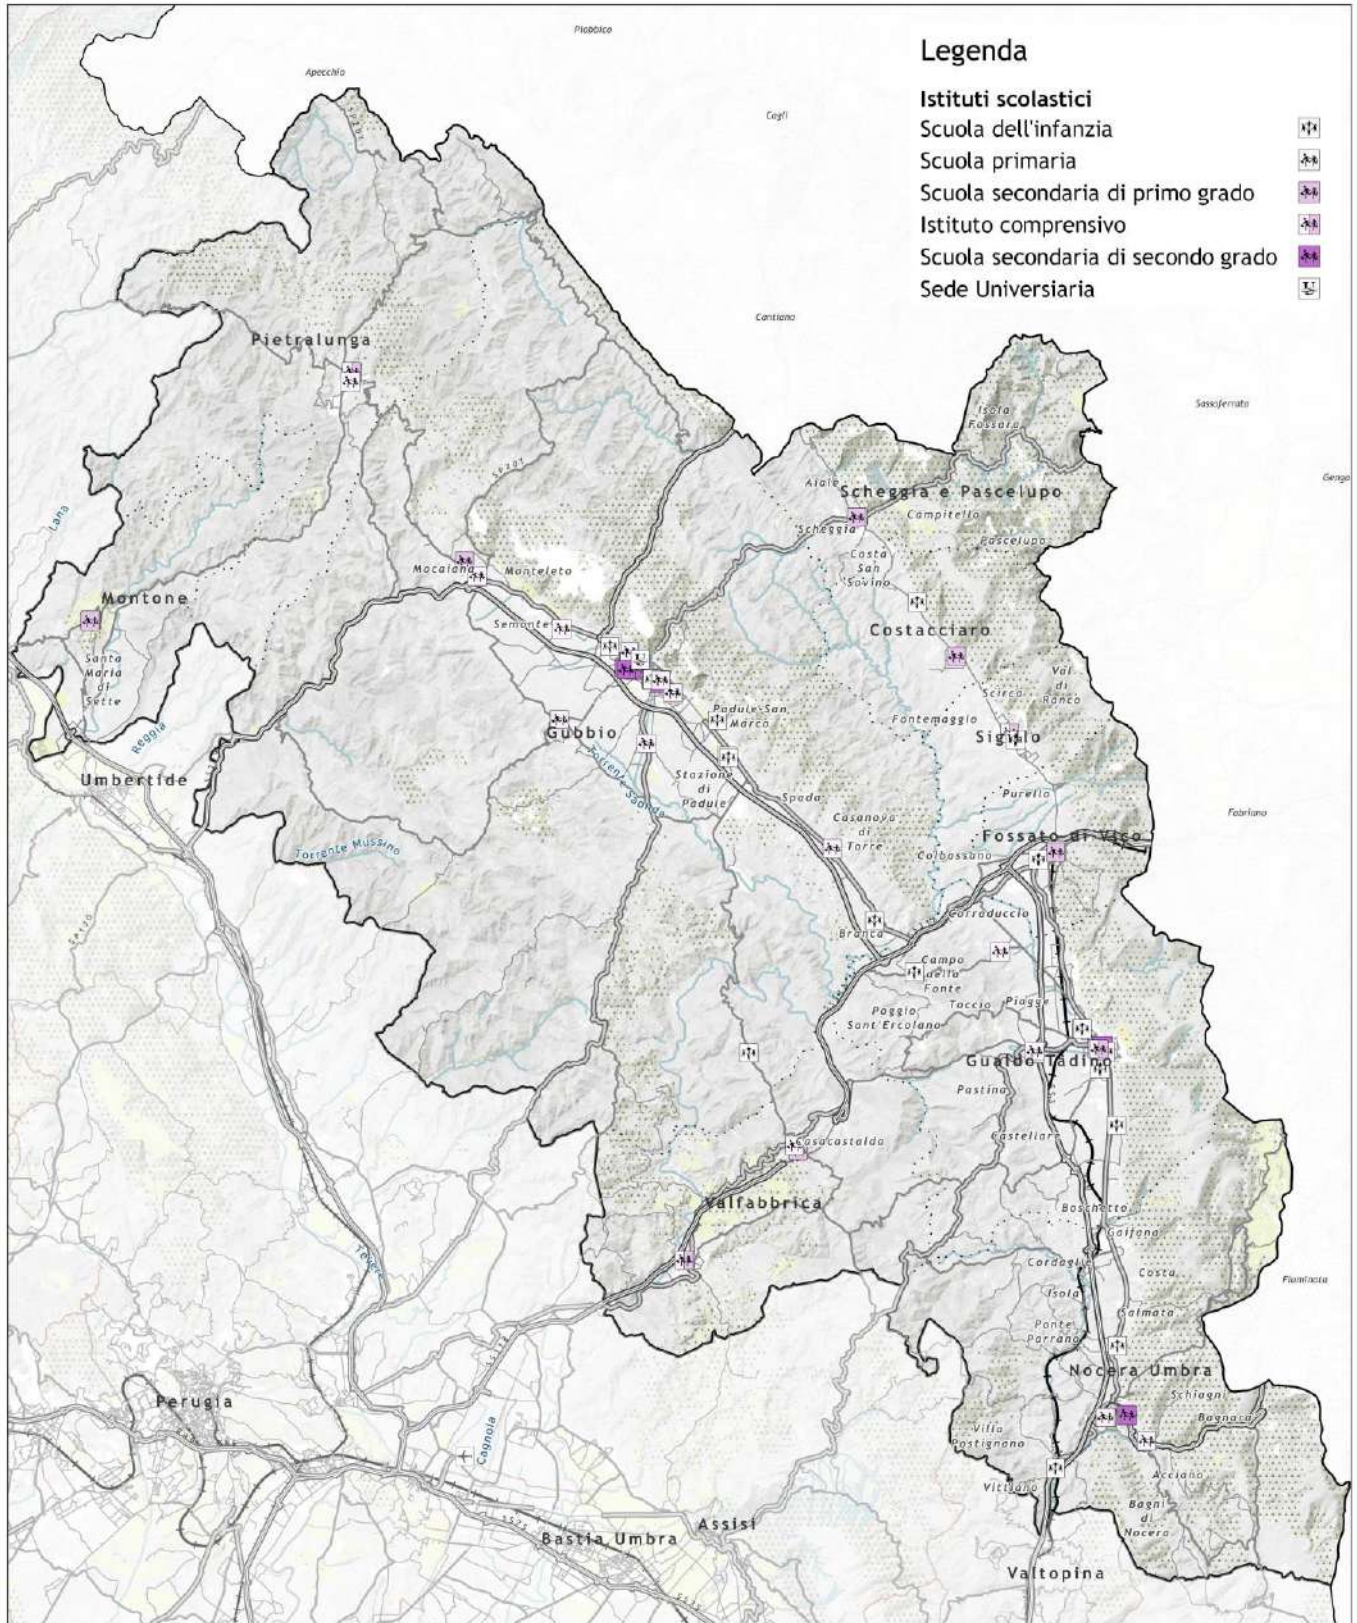 Piobbico
Apecchio
Cagli
Legenda
Istituti scolastici
Scuola dell'infanzia
Scuola primaria
Scuola secondaria di primo grado
Istituto comprensivo
Scuola secondaria di secondo grado
Sede Universiaria
Cantiano
Pietralunga
Isola
Fossara
Sassoferrato
SP201
SP201
Genga
Aiale
Scheggia e Pascelupo
Campitello
Scheggia
Pascelupo
Lana
Costa
San
Savino
Mocaiana
Monteleto
Montone
Semonte
Costacciaro
Santa
Maria
di
Sette
Val
di
Ranco
Scirca
Padule-San
Marco
Fontemaggio
Sigillo
Reggia
Gubbio
Torrente Saonda
Umbertide
Stazione
di
Padule
Spada
Purello
Casanova
di
Torre
Fabriano
Torrente Mussino
Fossato di Vico
Colbassano
Corraduccio
Branca
Campo
della
Fonte
Taccio
Piagge
Poggio
Sant'Ercolano
Gualdo Tadino
Pastina
Casacastalda
Castellare
Valfabbrica
Boschetto
Gaifana
Tevere
Cordaglie
Costa
Fiuminata
Isola
Salmata
Ponte
Parrano
Nocera Umbra
Schiagni
Bagnara
Perugia
Cagnola
Villa
Postignano
Vittiano
Acciano
Bagni
di
Nocera
Assisi
SS75
Bastia Umbra
Valtopina